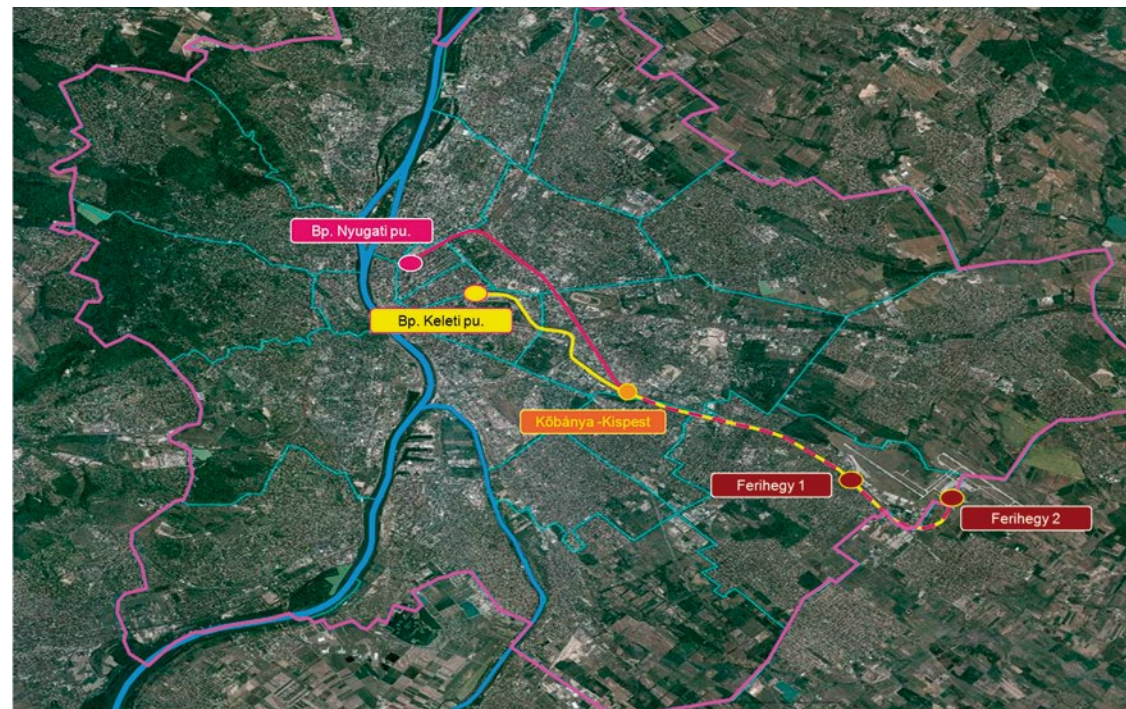 Bp. Nyugati pu.
Bp. Keleti pu.
Kőbánya -Kispest
Ferihegy 1
Ferihegy 2